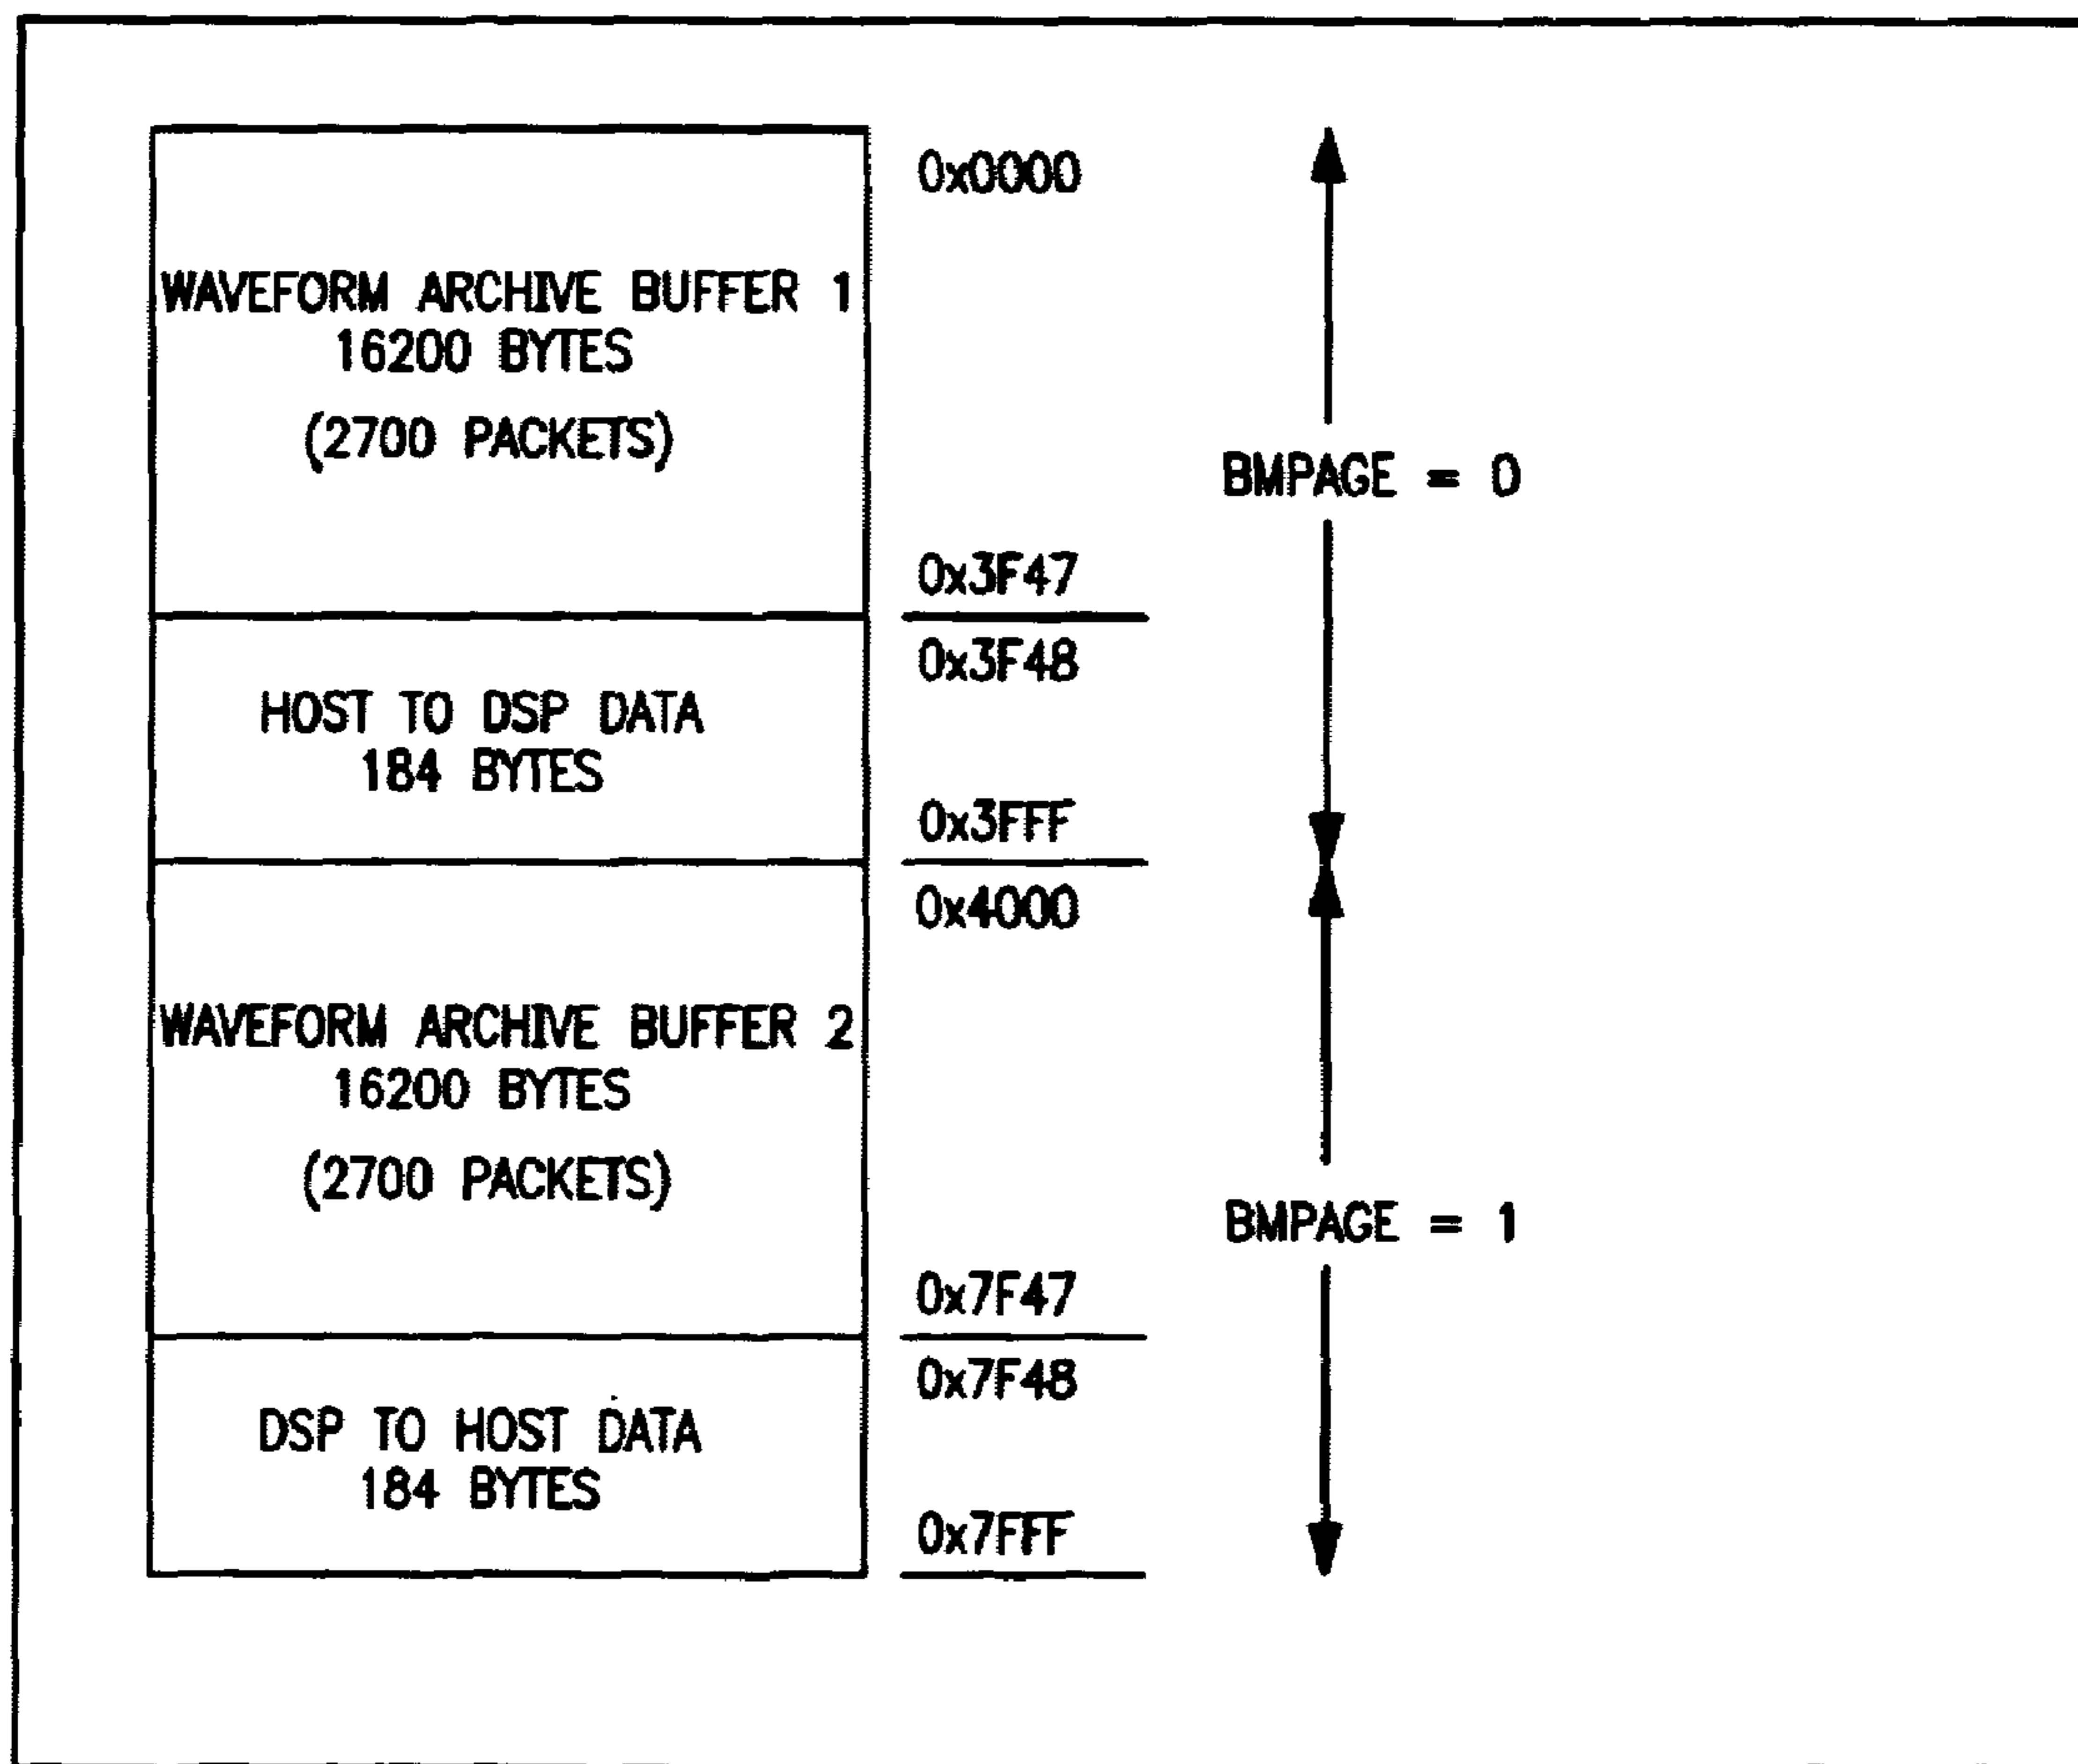 0x0000
WAVEFORM ARCHIVE BUFFER 1
16200 BYTES
(2700 PACKETS)
BMPAGE = 0
0x3F47
0x3F48
HOST TO DSP DATA
184 BYTES
0x3FFF
0x4000
WAVEFORM ARCHIVE BUFFER 2
16200 BYTES
(2700 PACKETS)
BMPAGE = 1
0x7F47
0x7F48
DSP TO HOST DATA
184 BYTES
0x7FFF